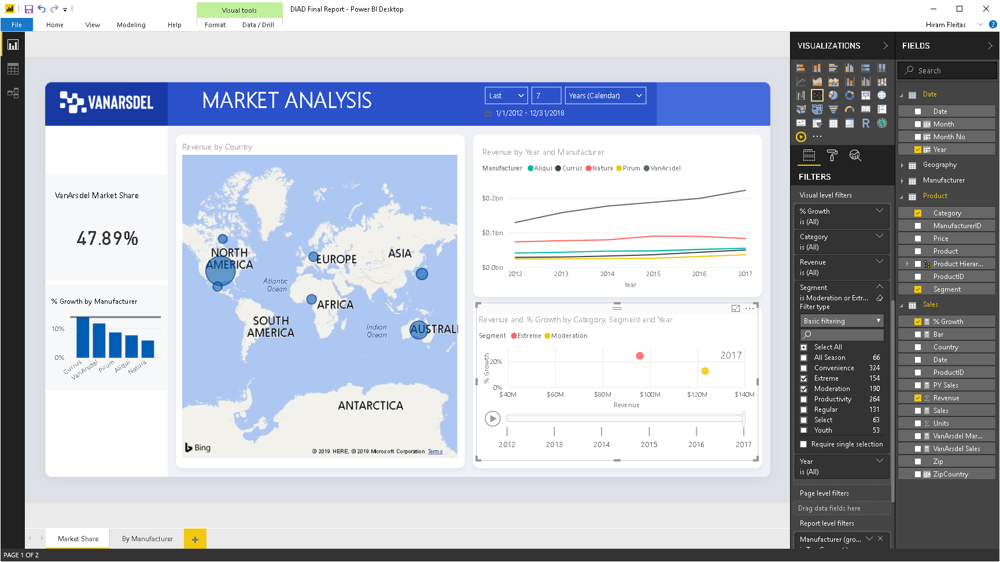 Visual tools
DIAD Final Report - Power BI Desktop
File
Home
View
Modeling
Help
Format
Data / Drill
Hiram Fleitas
?
VANARSDEL
MARKET ANALYSIS
Last
7
Years (Calendar)
1/1/2012 - 12/31/2018
VanArsdel Market Share
47.89%
% Growth by Manufacturer
10%
0%
Currus
VanArsdel
Pirum
Aliqui
Natura
Revenue by Country
NORTH
AMERICA
EUROPE
ASIA
Atlantic
Ocean
AFRICA
SOUTH
AMERICA
Indian
Ocean
AUSTRALI
ANTARCTICA
Bing
© 2019 HERE, © 2019 Microsoft Corporation Terms
Revenue by Year and Manufacturer
Manufacturer Aliqui Currus Natura Pirum VanArsdel
$0.2bn
$0.1bn
$0.0bn
2012 2013 2014 2015 2016 2017
Year
Revenue and % Growth by Category, Segment and Year
Segment Extreme Moderation
% Growth
20%
0%
2017
$40M $60M $80M $100M $120M $140M
Revenue
2012 2013 2014 2015 2016 2017
VISUALIZATIONS
R
FILTERS
Visual level filters
% Growth
is (All)
Category
is (All)
Revenue
is (All)
Segment
is Moderation or Extr...
Filter type
Basic filtering
Select All
All Season 66
Convenience 324
Extreme 154
Moderation 190
Productivity 264
Regular 131
Select 63
Youth 53
Require single selection
Year
is (All)
Page level filters
Drag data fields here
Report level filters
Manufacturer (gro...
FIELDS
Search
Date
Date
Month
Month No
Year
Geography
Manufacturer
Product
Category
ManufacturerID
Price
Product
Product Hierar...
ProductID
Segment
Sales
% Growth
Bar
Country
Date
ProductID
PY Sales
Revenue
Sales
Units
VanArsdel Mar...
VanArsdel Sales
Zip
ZipCountry
Market Share
By Manufacturer
+
PAGE 1 OF 2